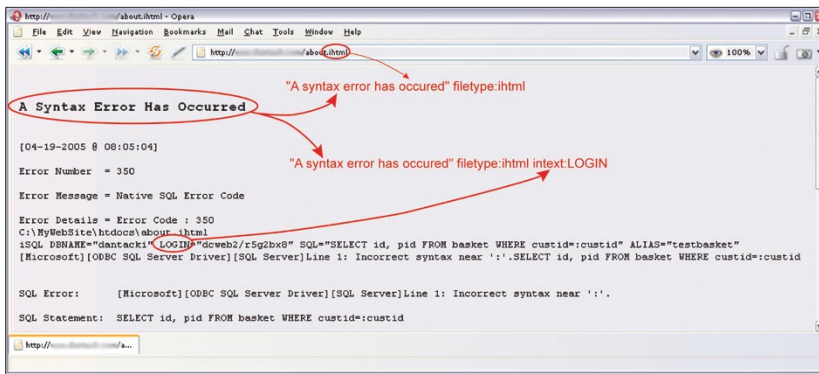 http:// /about.ihtml - Opera
File Edit View Navigation Bookmarks Mail Chat Tools Window Help
http:// /about.ihtml 100%
"A syntax error has occured" filetype:ihtml
A Syntax Error Has Occurred
[04-19-2005 @ 08:05:04]
"A syntax error has occured" filetype:ihtml intext:LOGIN
Error Number = 350
Error Message = Native SQL Error Code
Error Details = Error Code : 350
C:\MyWebSite\htdocs\about.ihtml
iSQL DBNAME="dantacki" LOGIN="dcweb2/r5g2bx8" SQL="SELECT id, pid FROM basket WHERE custid=:custid" ALIAS="testbasket"
[Microsoft][ODBC SQL Server Driver][SQL Server]Line 1: Incorrect syntax near ':'.SELECT id, pid FROM basket WHERE custid=:custid
SQL Error: [Microsoft][ODBC SQL Server Driver][SQL Server]Line 1: Incorrect syntax near ':'.
SQL Statement: SELECT id, pid FROM basket WHERE custid=:custid
http:// /a...